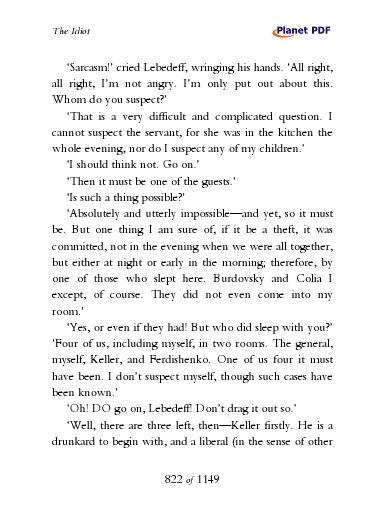 The Idiot
Planet PDF
‘Sarcasm!’ cried Lebedeff, wringing his hands. ‘All right,
all right, I’m not angry. I’m only put out about this.
Whom do you suspect?’
‘That is a very difficult and complicated question. I
cannot suspect the servant, for she was in the kitchen the
whole evening, nor do I suspect any of my children.’
‘I should think not. Go on.’
‘Then it must be one of the guests.’
‘Is such a thing possible?’
‘Absolutely and utterly impossible—and yet, so it must
be. But one thing I am sure of, if it be a theft, it was
committed, not in the evening when we were all together,
but either at night or early in the morning; therefore, by
one of those who slept here. Burdovsky and Colia I
except, of course. They did not even come into my
room.’
‘Yes, or even if they had! But who did sleep with you?’
‘Four of us, including myself, in two rooms. The general,
myself, Keller, and Ferdishenko. One of us four it must
have been. I don’t suspect myself, though such cases have
been known.’
‘Oh! DO go on, Lebedeff! Don’t drag it out so.’
‘Well, there are three left, then—Keller firstly. He is a
drunkard to begin with, and a liberal (in the sense of other
822 of 1149